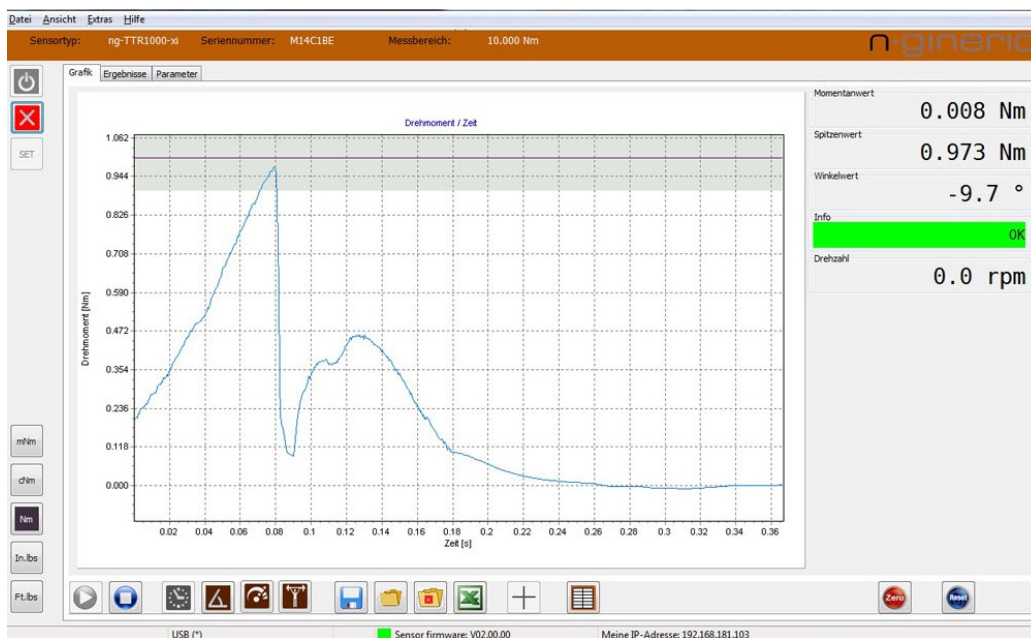 Datei Ansicht Extras Hilfe
Sensortyp: ng-TTR1000-xi Seriennummer: M14C1BE Messbereich: 10.000 Nm n·gineric
Grafik Ergebnisse Parameter
Drehmoment / Zeit
1.062
0.944
0.826
0.708
0.590
0.472
0.354
0.236
0.118
0.000
Drehmoment [Nm]
0.02 0.04 0.06 0.08 0.1 0.12 0.14 0.16 0.18 0.2 0.22 0.24 0.26 0.28 0.3 0.32 0.34 0.36
Zeit [s]
Momentanwert
0.008 Nm
Spitzenwert
0.973 Nm
Winkelwert
-9.7 °
Info
OK
Drehzahl
0.0 rpm
SET
mNm
cNm
Nm
In.lbs
Ft.lbs
Zero Reset
USB (*) Sensor firmware: V02.00.00 Meine IP-Adresse: 192.168.181.103